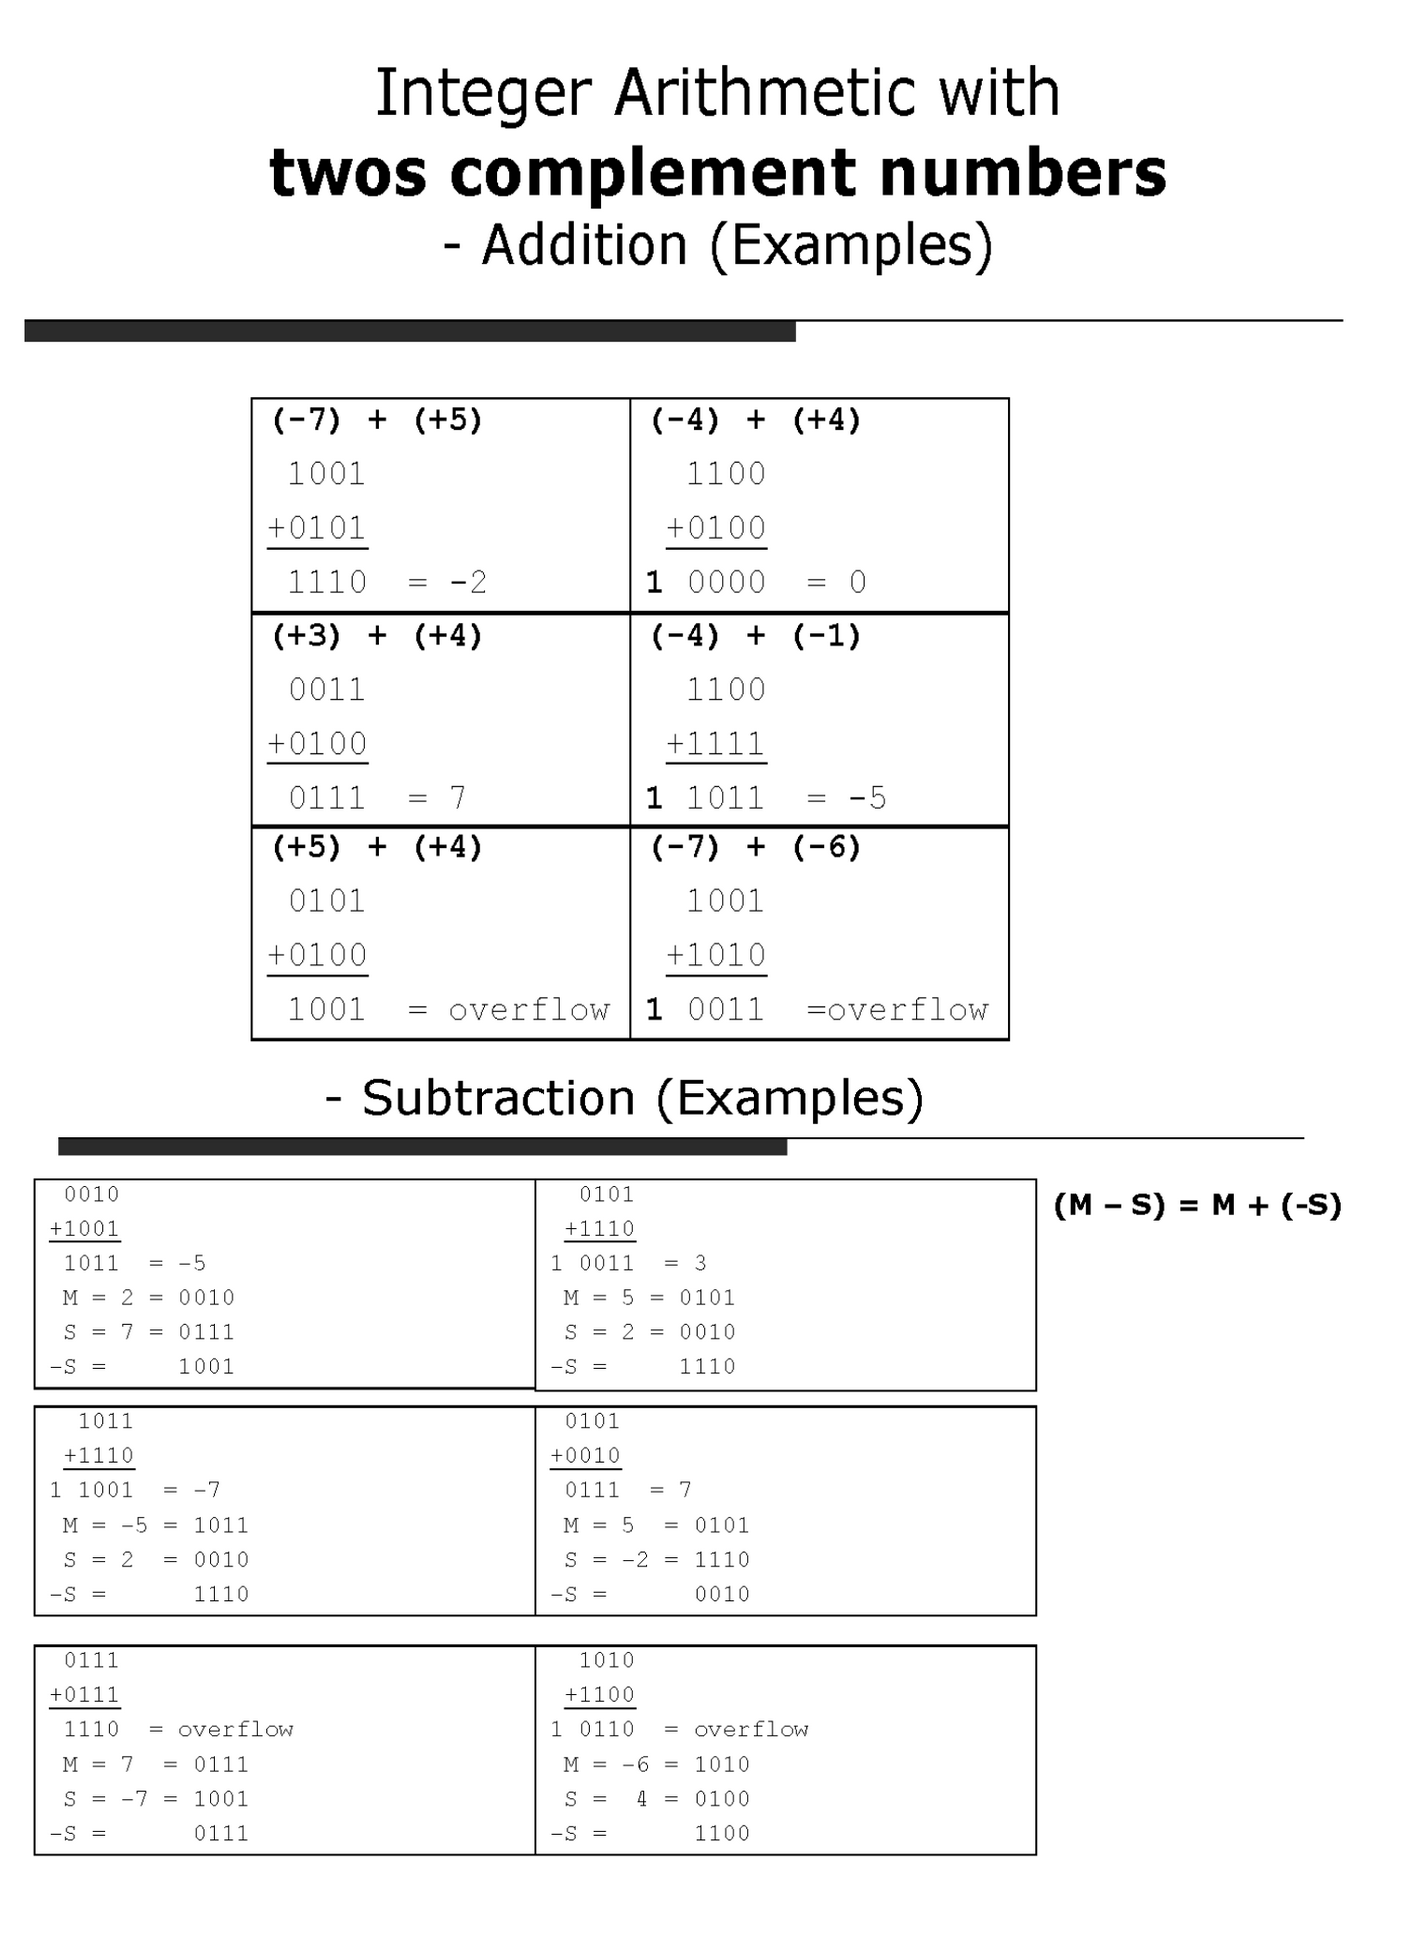 Integer Arithmetic with
twos complement numbers
- Addition (Examples)
(-7) + (+5)
1001
+0101
1110 = -2
(-4) + (+4)
1100
+0100
1 0000 = 0
(+3) + (+4)
0011
+0100
0111 = 7
(-4) + (-1)
1100
+1111
1 1011 = -5
(+5) + (+4)
0101
+0100
1001 = overflow
(-7) + (-6)
1001
+1010
1 0011 =overflow
- Subtraction (Examples)
0010
+1001
1011 = -5
M = 2 = 0010
S = 7 = 0111
-S = 1001
0101
+1110
1 0011 = 3
M = 5 = 0101
S = 2 = 0010
-S = 1110
(M – S) = M + (-S)
1011
+1110
1 1001 = -7
M = -5 = 1011
S = 2 = 0010
-S = 1110
0101
+0010
0111 = 7
M = 5 = 0101
S = -2 = 1110
-S = 0010
0111
+0111
1110 = overflow
M = 7 = 0111
S = -7 = 1001
-S = 0111
1010
+1100
1 0110 = overflow
M = -6 = 1010
S = 4 = 0100
-S = 1100